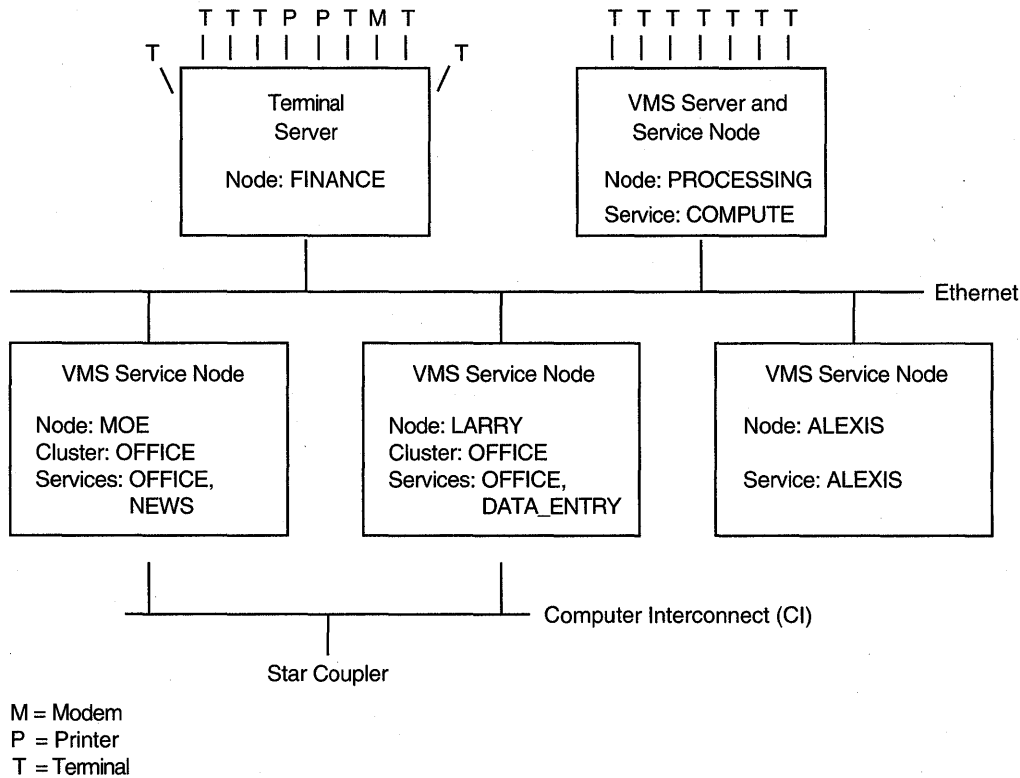 T T T P P T M T
T T
T T T T T T T
Terminal
Server
Node: FINANCE
VMS Server and
Service Node
Node: PROCESSING
Service: COMPUTE
Ethernet
VMS Service Node
Node: MOE
Cluster: OFFICE
Services: OFFICE,
NEWS
VMS Service Node
Node: LARRY
Cluster: OFFICE
Services: OFFICE,
DATA_ENTRY
VMS Service Node
Node: ALEXIS
Service: ALEXIS
Computer Interconnect (CI)
Star Coupler
M = Modem
P = Printer
T = Terminal